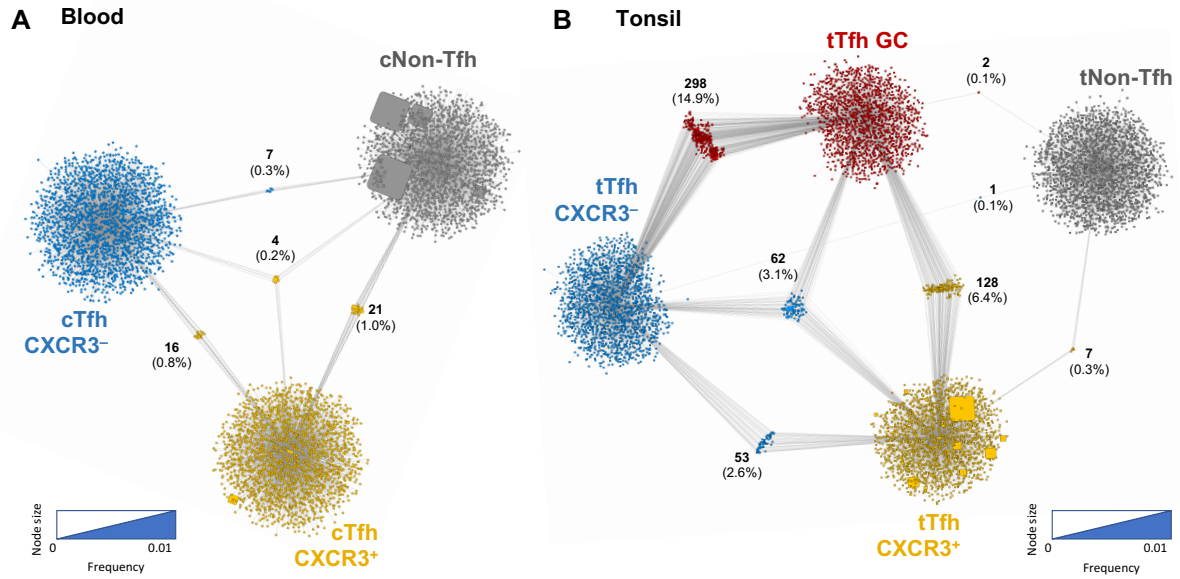 A Blood
cNon-Tfh
7
(0.3%)
4
(0.2%)
21
(1.0%)
cTfh
CXCR3⁻
16
(0.8%)
cTfh
CXCR3⁺
Node size
0
0.01
Frequency
B Tonsil
tTfh GC
2
(0.1%)
tNon-Tfh
298
(14.9%)
tTfh
CXCR3⁻
1
(0.1%)
62
(3.1%)
128
(6.4%)
7
(0.3%)
53
(2.6%)
tTfh
CXCR3⁺
Node size
0
0.01
Frequency